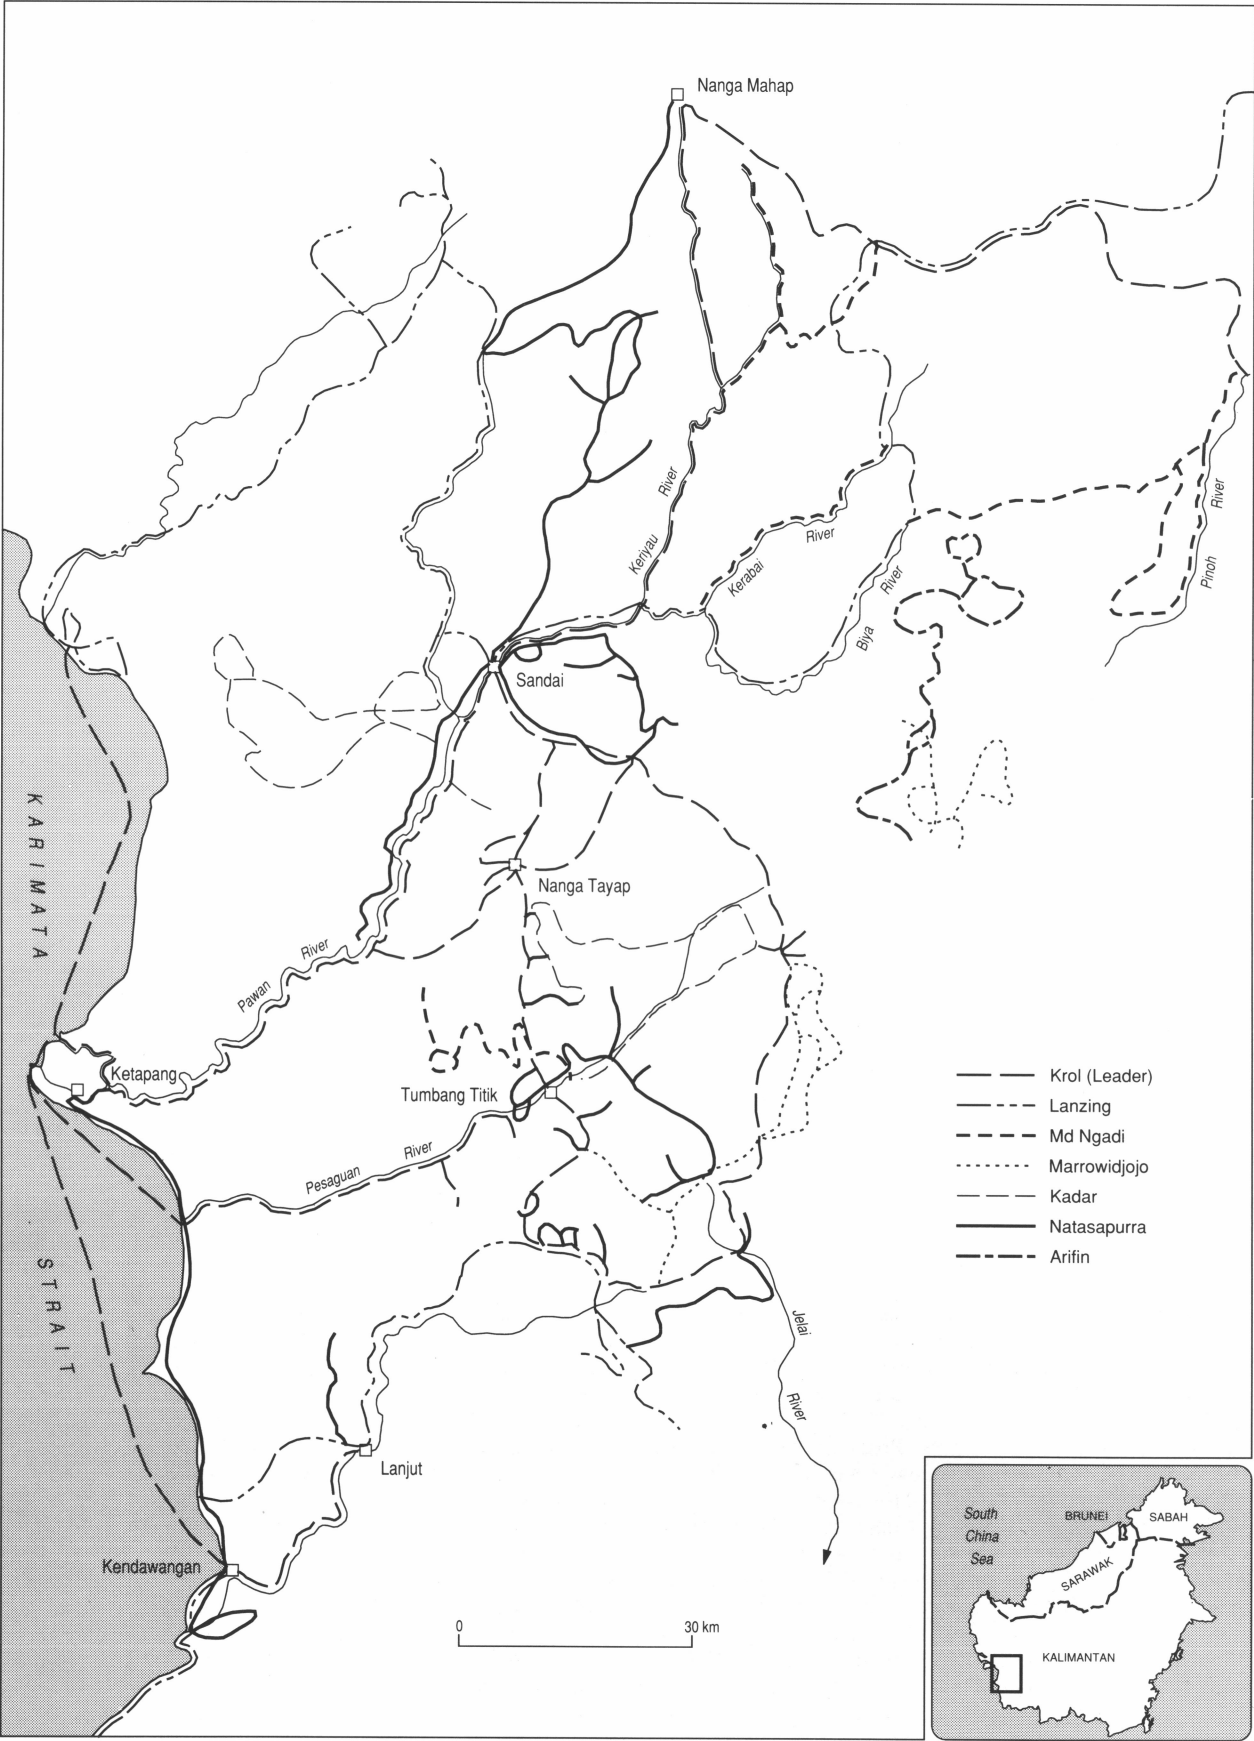 Nanga Mahap
River
Keriyau
River
Kerabai
River
Biya
River
Pinoh
Sandai
KARIMATA
Nanga Tayap
River
Pawan
Ketapang
Tumbang Titik
River
Pesaguan
STRAIT
Jelai
River
Lanjut
Kendawangan
0 30 km
Krol (Leader)
Lanzing
Md Ngadi
Marrowidjojo
Kadar
Natasapurra
Arifin
South
China
Sea
BRUNEI
SABAH
SARAWAK
KALIMANTAN